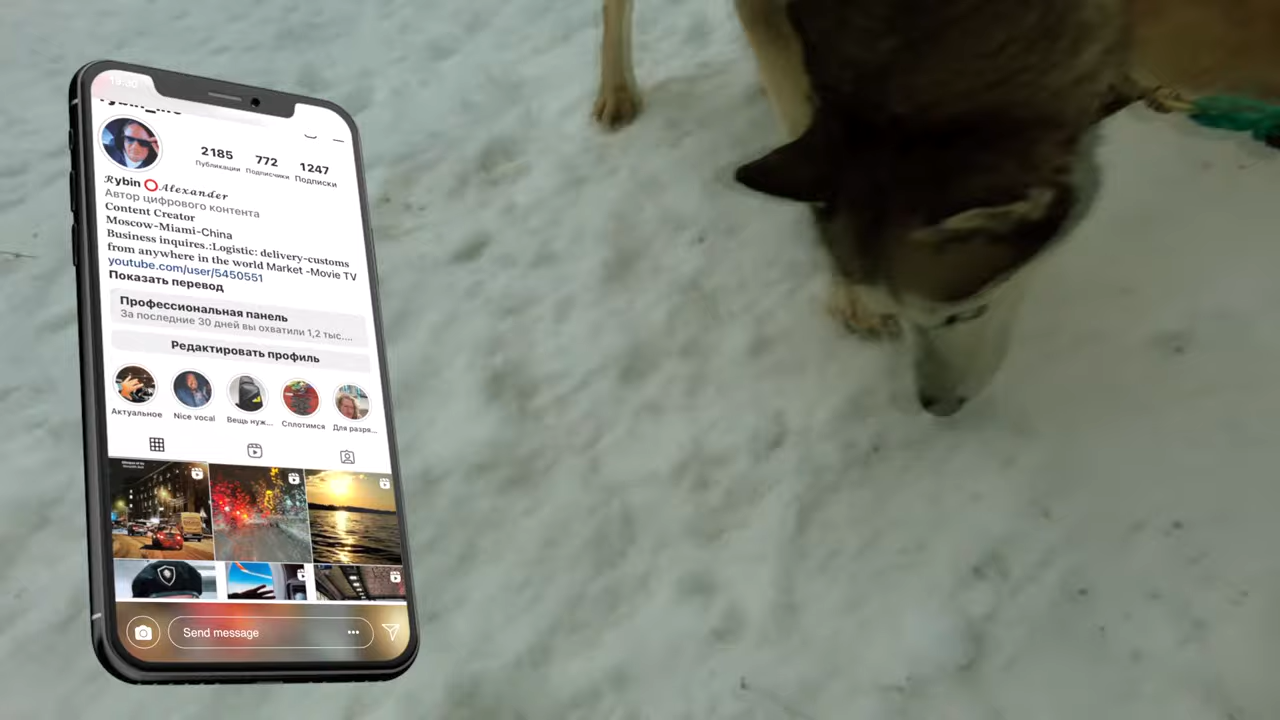 2185 772 1247
Публикации Подписчики Подписки
Rybin ⭕Alexander
Автор цифрового контента
Content Creator
Moscow-Miami-China
Business inquires.:Logistic: delivery-customs
from anywhere in the world Market -Movie TV
youtube.com/user/5450551
Показать перевод
Профессиональная панель
За последние 30 дней вы охватили 1,2 тыс....
Редактировать профиль
Актуальное Nice vocal Вещь нуж... Сплотимся Для разря...
Send message